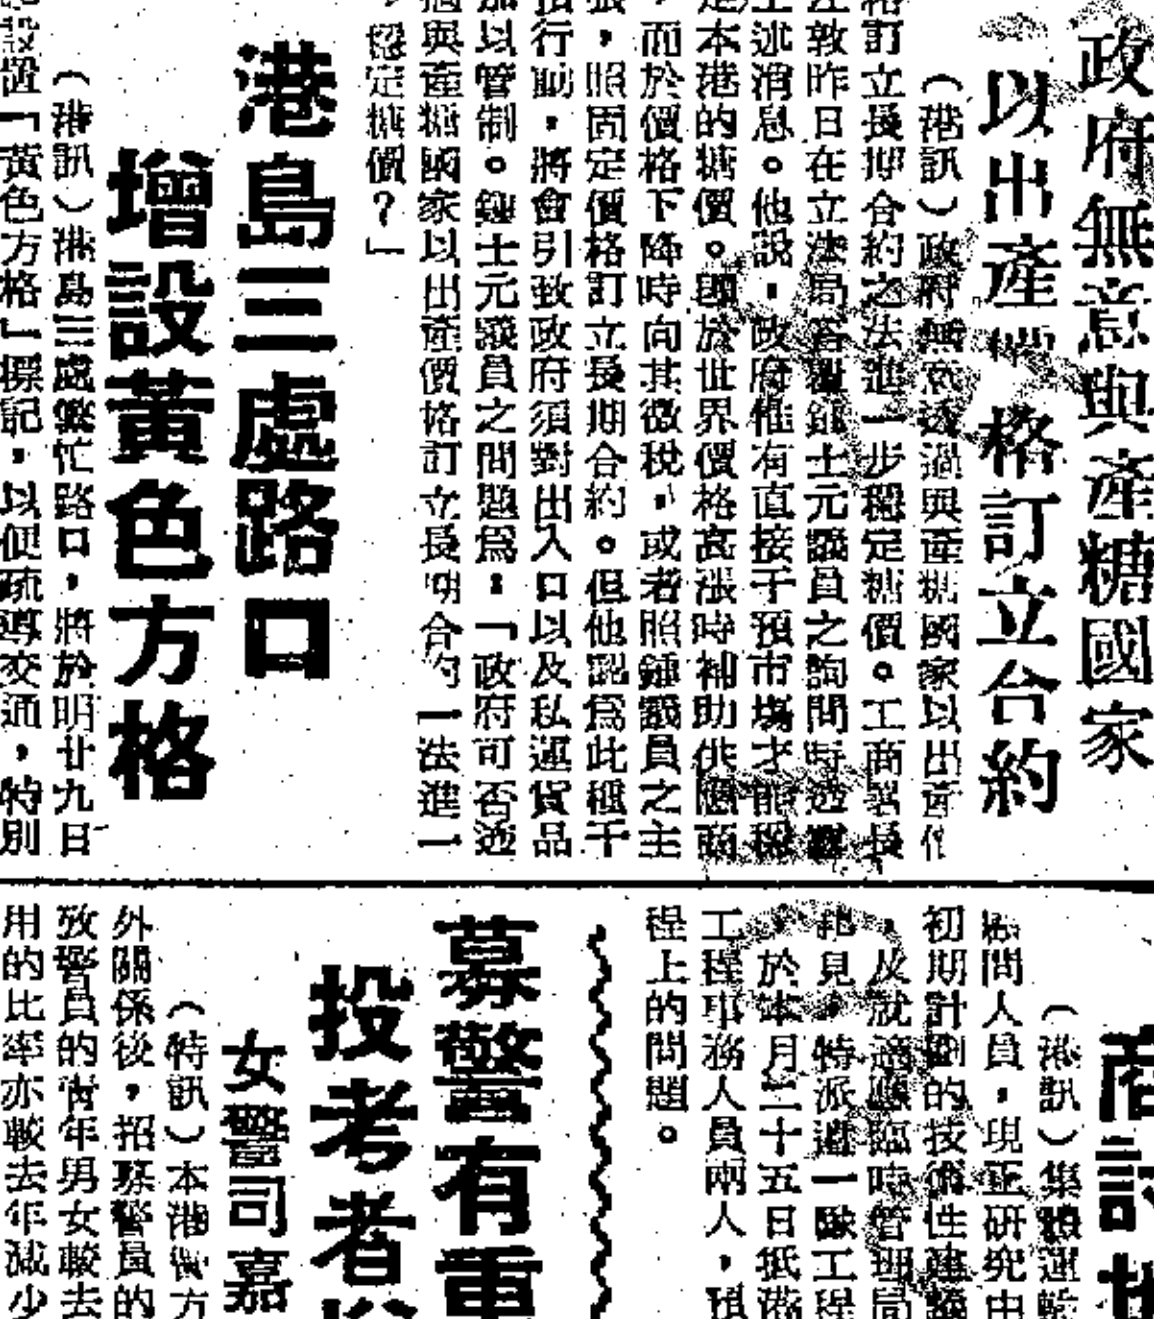 政府無意與產糖國家
以出產價格訂立合約
（港訊）政府無意透過與產糖國家以出產價
格訂立長期合約之法進一步穩定糖價。工商署長
江敦昨日在立法局答覆鍾士元議員之詢問時透露
上述消息。他說，政府惟有直接干預市場才能穩
定本港的糖價。關於世界價格高漲時補助供應商
，而於價格下降時向其徵稅，或者照鍾議員之主
張，照固定價格訂立長期合約。但他認為此種干
預行動，將會引致政府須對出入口以及私運貨品
加以管制。鍾士元議員之問題為：「政府可否透
過與產糖國家以出產價格訂立長期合約一法進一
，穩定糖價？」
港島三處路口
增設黃色方格
（港訊）港島三處繁忙路口，將於明廿九日
設置「黃色方格」標記，以便疏導交通，特別
商討
（港訊）集體運輸
顧問人員，現正研究由
初期計劃的技術性建議
，及就適應臨時管理局
起見，特派遣一隊工程
，於本月二十五日抵港
工程事務人員兩人，預
程上的問題。
募警有重
投考者
女警司嘉
（特訊）本港警方
外關係後，招募警員的
致警員的青年男女較去
用的比率亦較去年減少